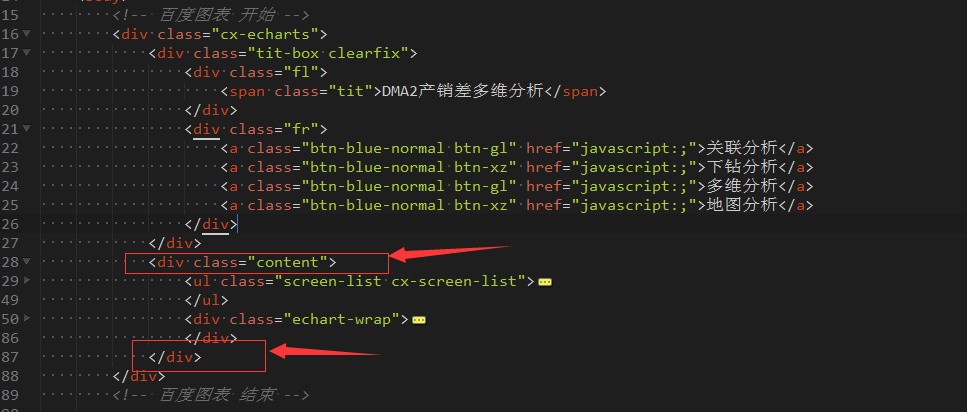 15 <!-- 百度图表 开始 -->
16 <div class="cx-echarts">
17 <div class="tit-box clearfix">
18 <div class="fl">
19 <span class="tit">DMA2产销差多维分析</span>
20 </div>
21 <div class="fr">
22 <a class="btn-blue-normal btn-gl" href="javascript:;">关联分析</a>
23 <a class="btn-blue-normal btn-xz" href="javascript:;">下钻分析</a>
24 <a class="btn-blue-normal btn-gl" href="javascript:;">多维分析</a>
25 <a class="btn-blue-normal btn-xz" href="javascript:;">地图分析</a>
26 </div>
27 </div>
28 <div class="content">
29 <ul class="screen-list cx-screen-list">
49 </ul>
50 <div class="echart-wrap">
86 </div>
87 </div>
88 </div>
89 <!-- 百度图表 结束 -->